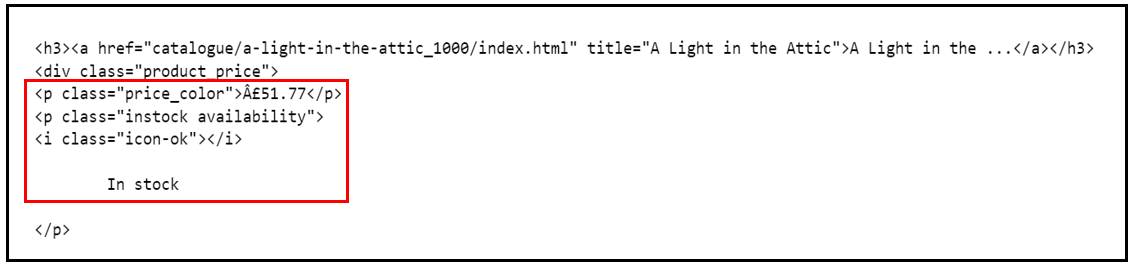 <h3><a href="catalogue/a-light-in-the-attic_1000/index.html" title="A Light in the Attic">A Light in the ...</a></h3>
<div class="product_price">
<p class="price_color">Â£51.77</p>
<p class="instock availability">
<i class="icon-ok"></i>
In stock
</p>